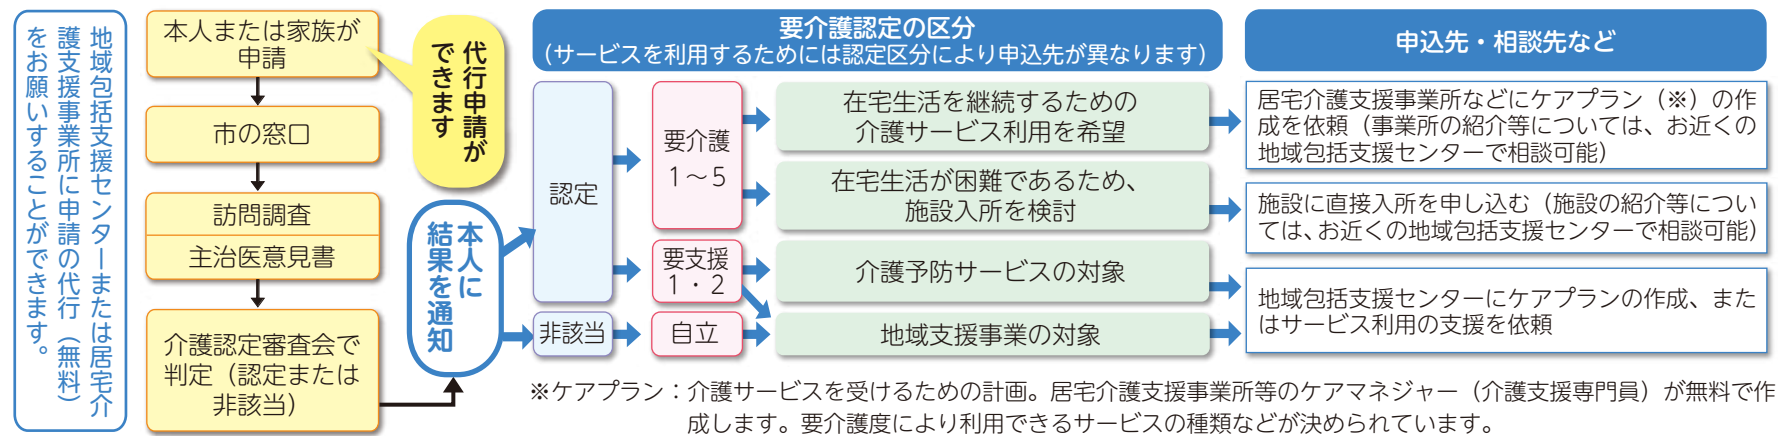 地域包括支援センターまたは居宅介
護支援事業所に申請の代行（無料）
をお願いすることができます。
本人または家族が
申請
代行申請が
できます
市の窓口
訪問調査
主治医意見書
介護認定審査会で
判定（認定または
非該当）
本人に
結果を通知
要介護認定の区分
（サービスを利用するためには認定区分により申込先が異なります）
申込先・相談先など
認定
非該当
要介護
1～5
要支援
1・2
自立
在宅生活を継続するための
介護サービス利用を希望
在宅生活が困難であるため、
施設入所を検討
介護予防サービスの対象
地域支援事業の対象
居宅介護支援事業所などにケアプラン（※）の作
成を依頼（事業所の紹介等については、お近くの
地域包括支援センターで相談可能）
施設に直接入所を申し込む（施設の紹介等につい
ては、お近くの地域包括支援センターで相談可能）
地域包括支援センターにケアプランの作成、また
はサービス利用の支援を依頼
※ケアプラン：介護サービスを受けるための計画。居宅介護支援事業所等のケアマネジャー（介護支援専門員）が無料で作
成します。要介護度により利用できるサービスの種類などが決められています。